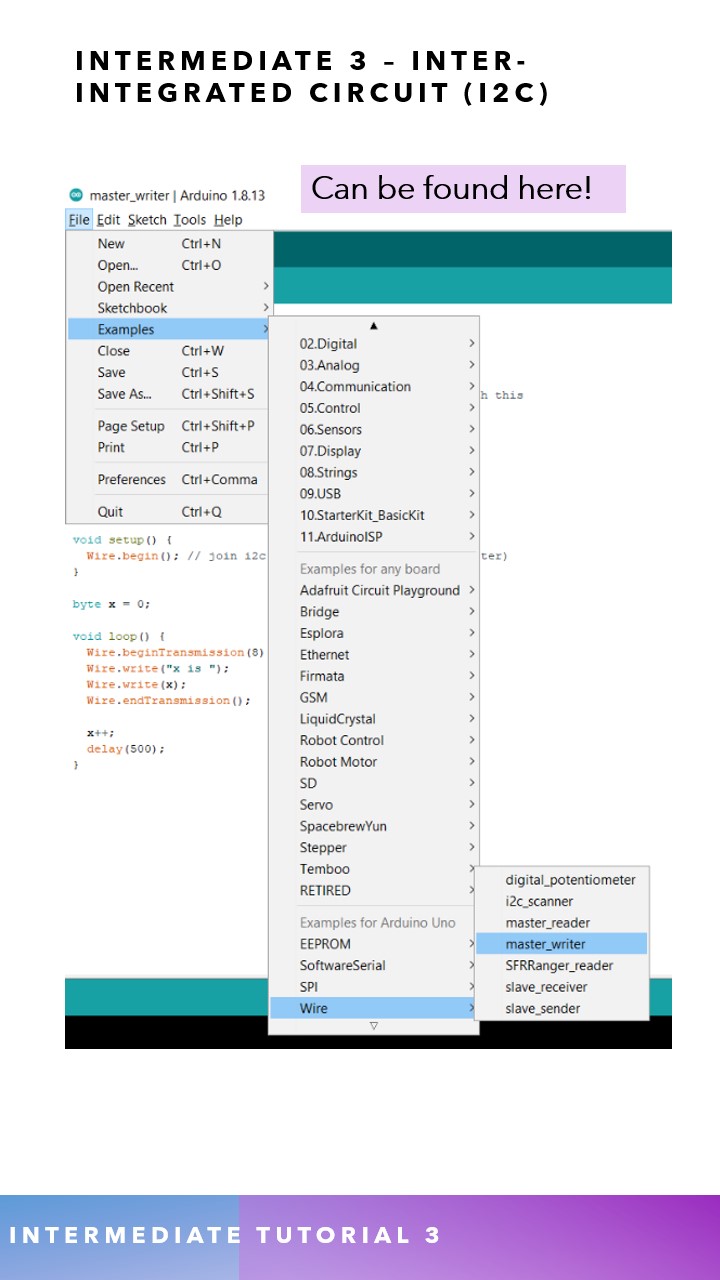 INTERMEDIATE 3 – INTER-
INTEGRATED CIRCUIT (I2C)
Can be found here!
master_writer | Arduino 1.8.13
File Edit Sketch Tools Help
New Ctrl+N
Open... Ctrl+O
Open Recent
Sketchbook
Examples
Close Ctrl+W
Save Ctrl+S
Save As... Ctrl+Shift+S
Page Setup Ctrl+Shift+P
Print Ctrl+P
Preferences Ctrl+Comma
Quit Ctrl+Q
02.Digital
03.Analog
04.Communication
05.Control
06.Sensors
07.Display
08.Strings
09.USB
10.StarterKit_BasicKit
11.ArduinoISP
Examples for any board
Adafruit Circuit Playground
Bridge
Esplora
Ethernet
Firmata
GSM
LiquidCrystal
Robot Control
Robot Motor
SD
Servo
SpacebrewYun
Stepper
Temboo
RETIRED
Examples for Arduino Uno
EEPROM
SoftwareSerial
SPI
Wire
digital_potentiometer
i2c_scanner
master_reader
master_writer
SFRRanger_reader
slave_receiver
slave_sender
h this
void setup() {
Wire.begin(); // join i2c ter)
}
byte x = 0;
void loop() {
Wire.beginTransmission(8)
Wire.write("x is ");
Wire.write(x);
Wire.endTransmission();
x++;
delay(500);
}
INTERMEDIATE TUTORIAL 3